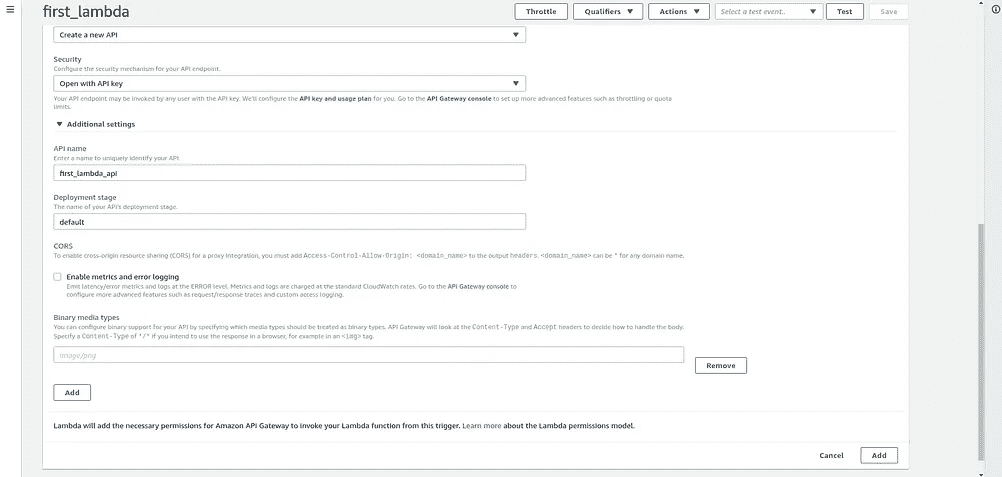 first_lambda
Throttle Qualifiers Actions Select a test event.. Test Save
Create a new API
Security
Configure the security mechanism for your API endpoint.
Open with API key
Your API endpoint may be invoked by any user with the API key. We'll configure the API key and usage plan for you. Go to the API Gateway console to set up more advanced features such as throttling or quota
limits.
Additional settings
API name
Enter a name to uniquely identify your API.
first_lambda_api
Deployment stage
The name of your API's deployment stage.
default
CORS
To enable cross-origin resource sharing (CORS) for a proxy integration, you must add Access-Control-Allow-Origin: <domain_name> to the output headers. <domain_name> can be * for any domain name.
Enable metrics and error logging
Emit latency/error metrics and logs at the ERROR level. Metrics and logs are charged at the standard CloudWatch rates. Go to the API Gateway console to
configure more advanced features such as request/response traces and custom access logging.
Binary media types
You can configure binary support for your API by specifying which media types should be treated as binary types. API Gateway will look at the Content-Type and Accept headers to decide how to handle the body.
Specify a Content-Type of */* if you intend to use the response in a browser, for example in an <img> tag.
image/png
Remove
Add
Lambda will add the necessary permissions for Amazon API Gateway to invoke your Lambda function from this trigger. Learn more about the Lambda permissions model.
Cancel Add